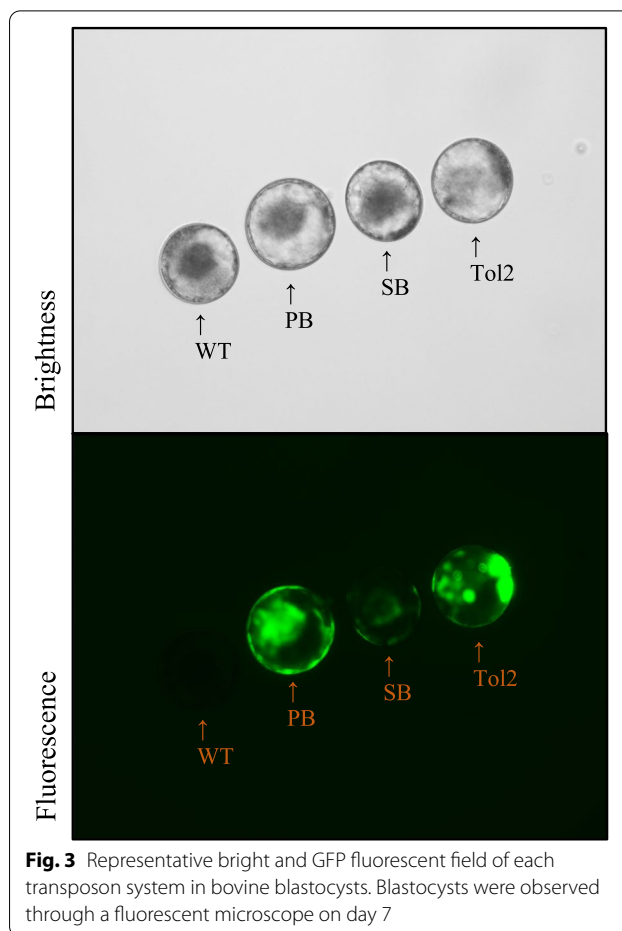 Brightness
↑
WT
↑
PB
↑
SB
↑
Tol2
Fluorescence
↑
WT
↑
PB
↑
SB
↑
Tol2
Fig. 3 Representative bright and GFP fluorescent field of each
transposon system in bovine blastocysts. Blastocysts were observed
through a fluorescent microscope on day 7